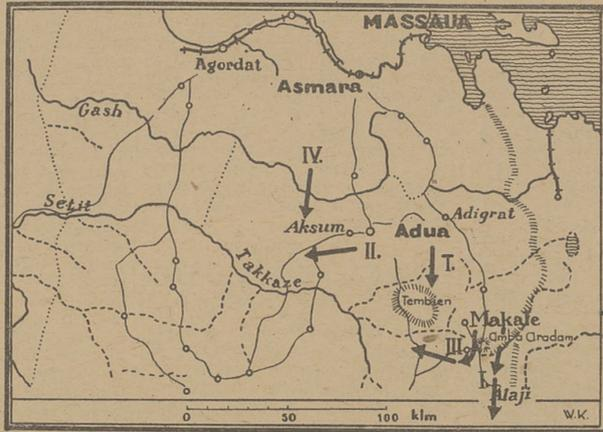 MASSAUA
Agordat
Asmara
Gash
IV.
Setit
Aksum
Adua
Adigrat
II.
I.
Takkaze
Tembien
Makale
Amba Aradam
III.
I.
Alaji
0 50 100 klm
W.K.